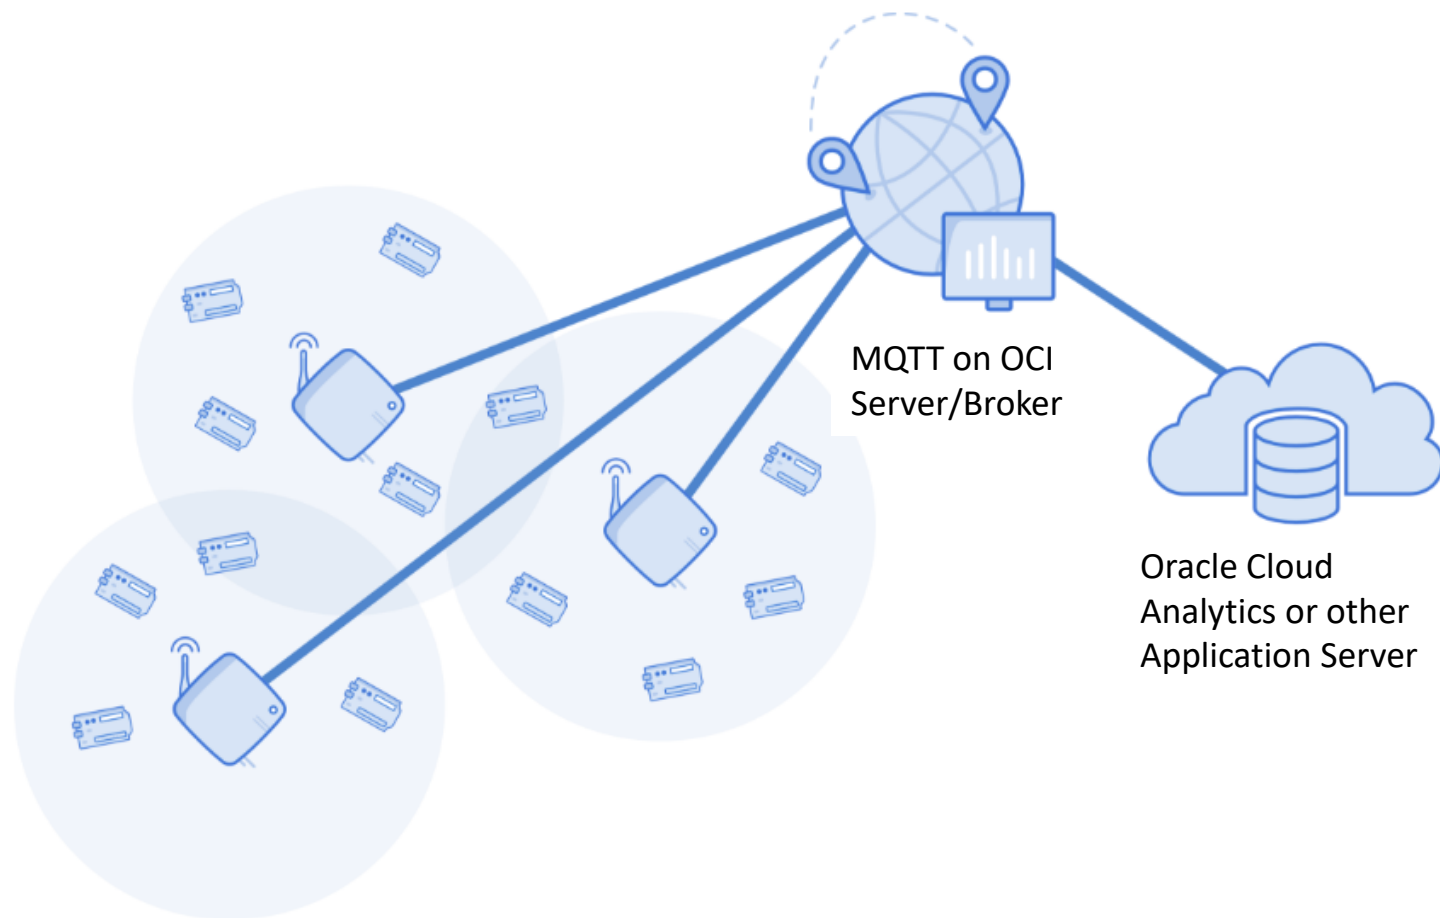 MQTT on OCI
Server/Broker
Oracle Cloud
Analytics or other
Application Server